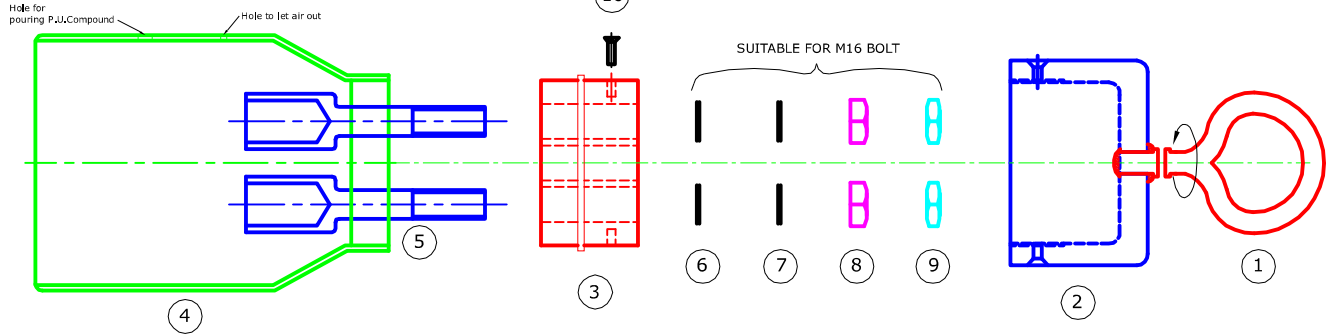 Hole for
pouring P.U.Compound
Hole to let air out
SUITABLE FOR M16 BOLT
5
6
7
8
9
3
2
1
4